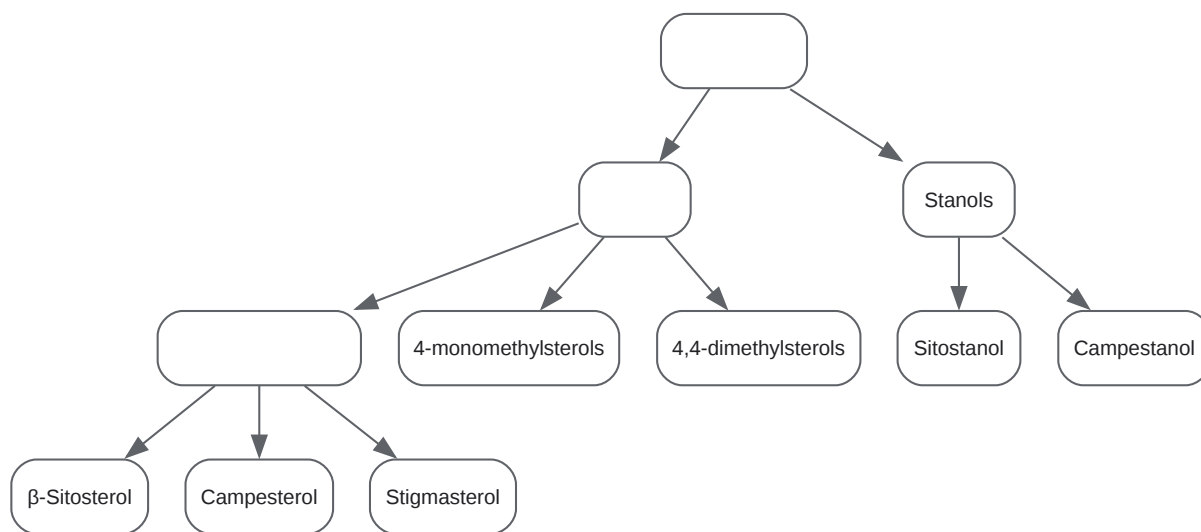 Stanols
4-monomethylsterols
4,4-dimethylsterols
Sitostanol
Campestanol
β-Sitosterol
Campesterol
Stigmasterol